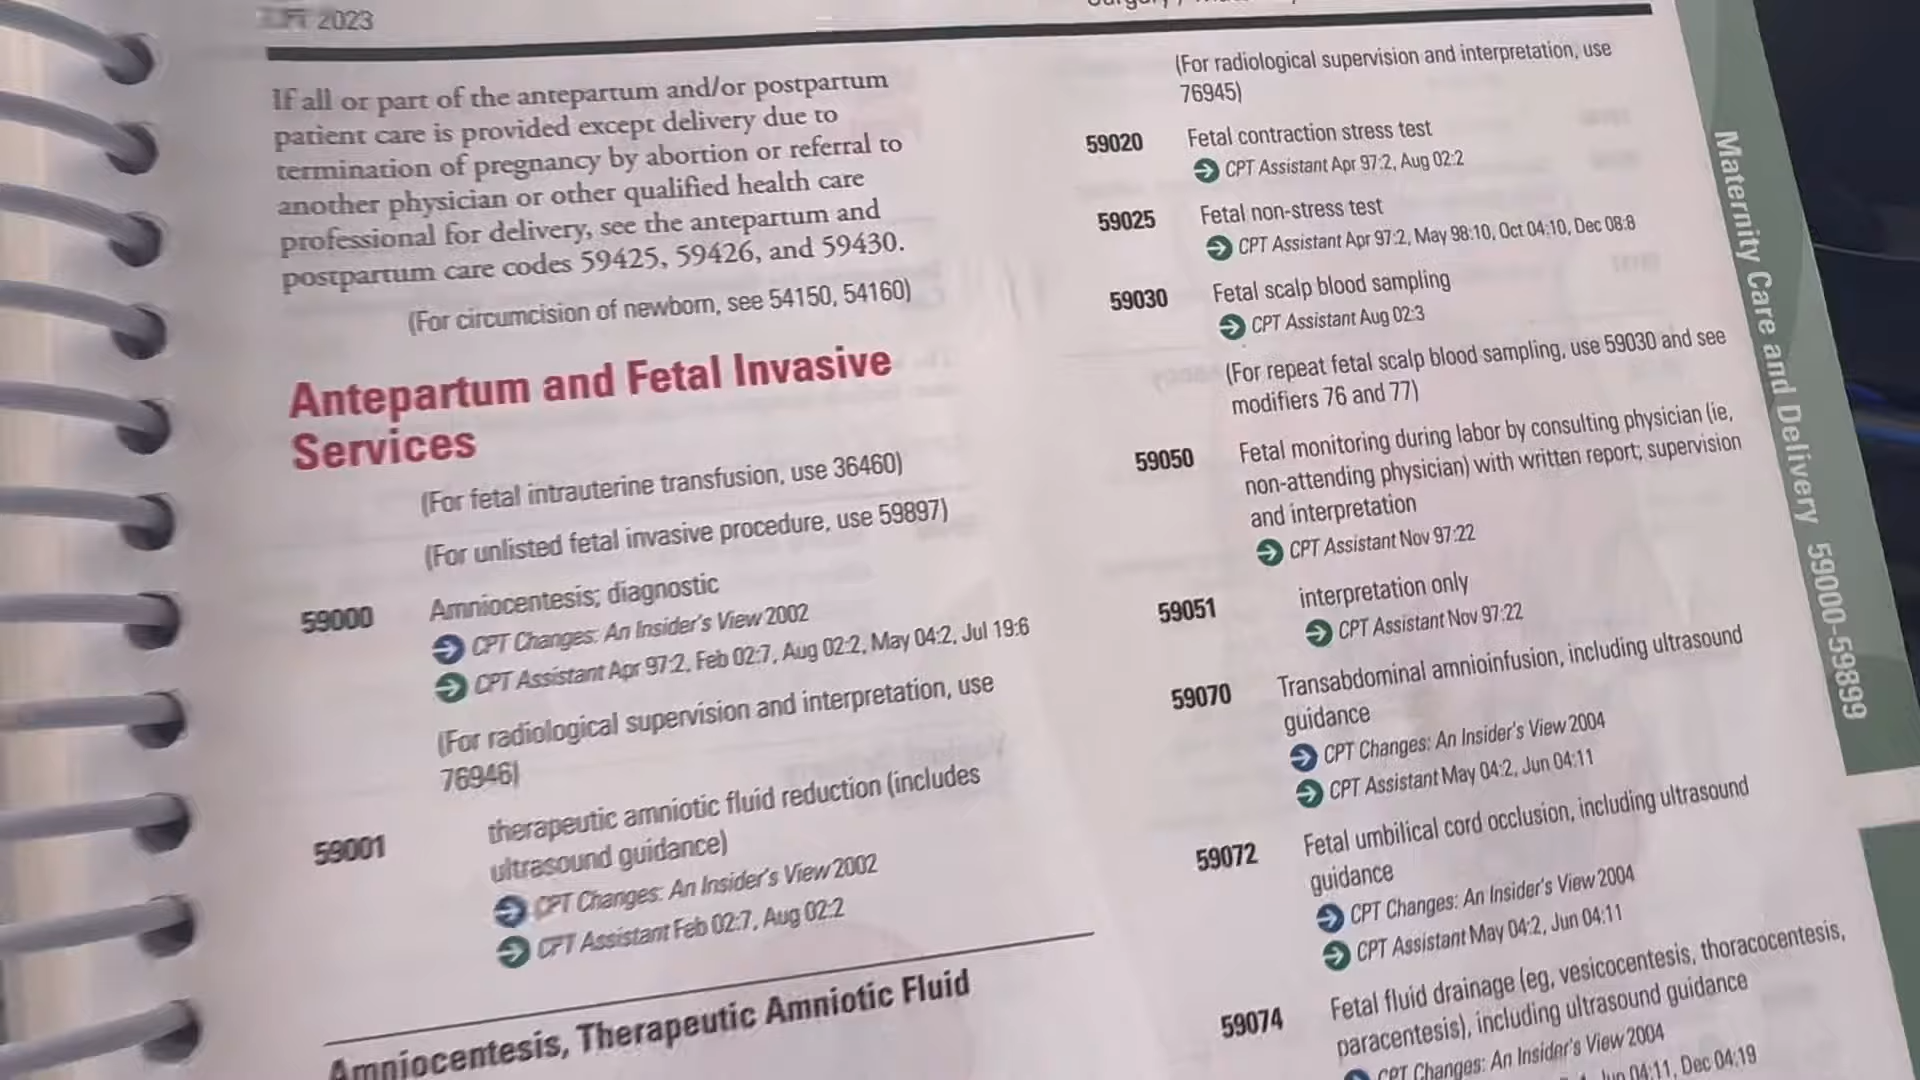 2023
If all or part of the antepartum and/or postpartum
patient care is provided except delivery due to
termination of pregnancy by abortion or referral to
another physician or other qualified health care
professional for delivery, see the antepartum and
postpartum care codes 59425, 59426, and 59430.
(For circumcision of newborn, see 54150, 54160)
Antepartum and Fetal Invasive
Services
(For fetal intrauterine transfusion, use 36460)
(For unlisted fetal invasive procedure, use 59897)
59000 Amniocentesis; diagnostic
CPT Changes: An Insider's View 2002
CPT Assistant Apr 97:2, Feb 02:7, Aug 02:2, May 04:2, Jul 19:6
(For radiological supervision and interpretation, use
76946)
59001 therapeutic amniotic fluid reduction (includes
ultrasound guidance)
CPT Changes: An Insider's View 2002
CPT Assistant Feb 02:7, Aug 02:2
Amniocentesis, Therapeutic Amniotic Fluid
(For radiological supervision and interpretation, use
76945)
59020 Fetal contraction stress test
CPT Assistant Apr 97:2, Aug 02:2
59025 Fetal non-stress test
CPT Assistant Apr 97:2, May 98:10, Oct 04:10, Dec 08:8
59030 Fetal scalp blood sampling
CPT Assistant Aug 02:3
(For repeat fetal scalp blood sampling, use 59030 and see
modifiers 76 and 77)
59050 Fetal monitoring during labor by consulting physician (ie,
non-attending physician) with written report; supervision
and interpretation
CPT Assistant Nov 97:22
59051 interpretation only
CPT Assistant Nov 97:22
59070 Transabdominal amnioinfusion, including ultrasound
guidance
CPT Changes: An Insider's View 2004
CPT Assistant May 04:2, Jun 04:11
59072 Fetal umbilical cord occlusion, including ultrasound
guidance
CPT Changes: An Insider's View 2004
CPT Assistant May 04:2, Jun 04:11
59074 Fetal fluid drainage (eg, vesicocentesis, thoracocentesis,
paracentesis), including ultrasound guidance
CPT Changes: An Insider's View 2004
Jun 04:11, Dec 04:19
Maternity Care and Delivery 59000-59899